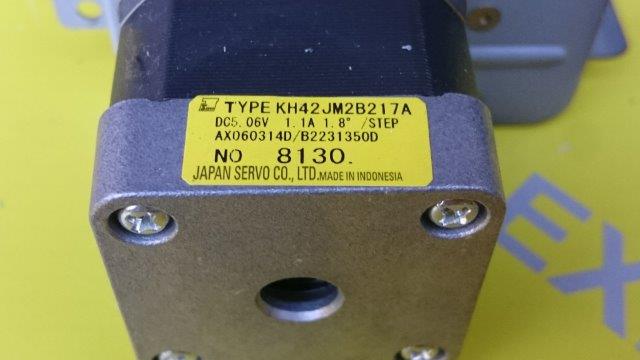 TYPE KH42JM2B217A
DC5.06V 1.1A 1.8° /STEP
AX060314D/B2231350D
NO 8130.
JAPAN SERVO CO., LTD. MADE IN INDONESIA
EX